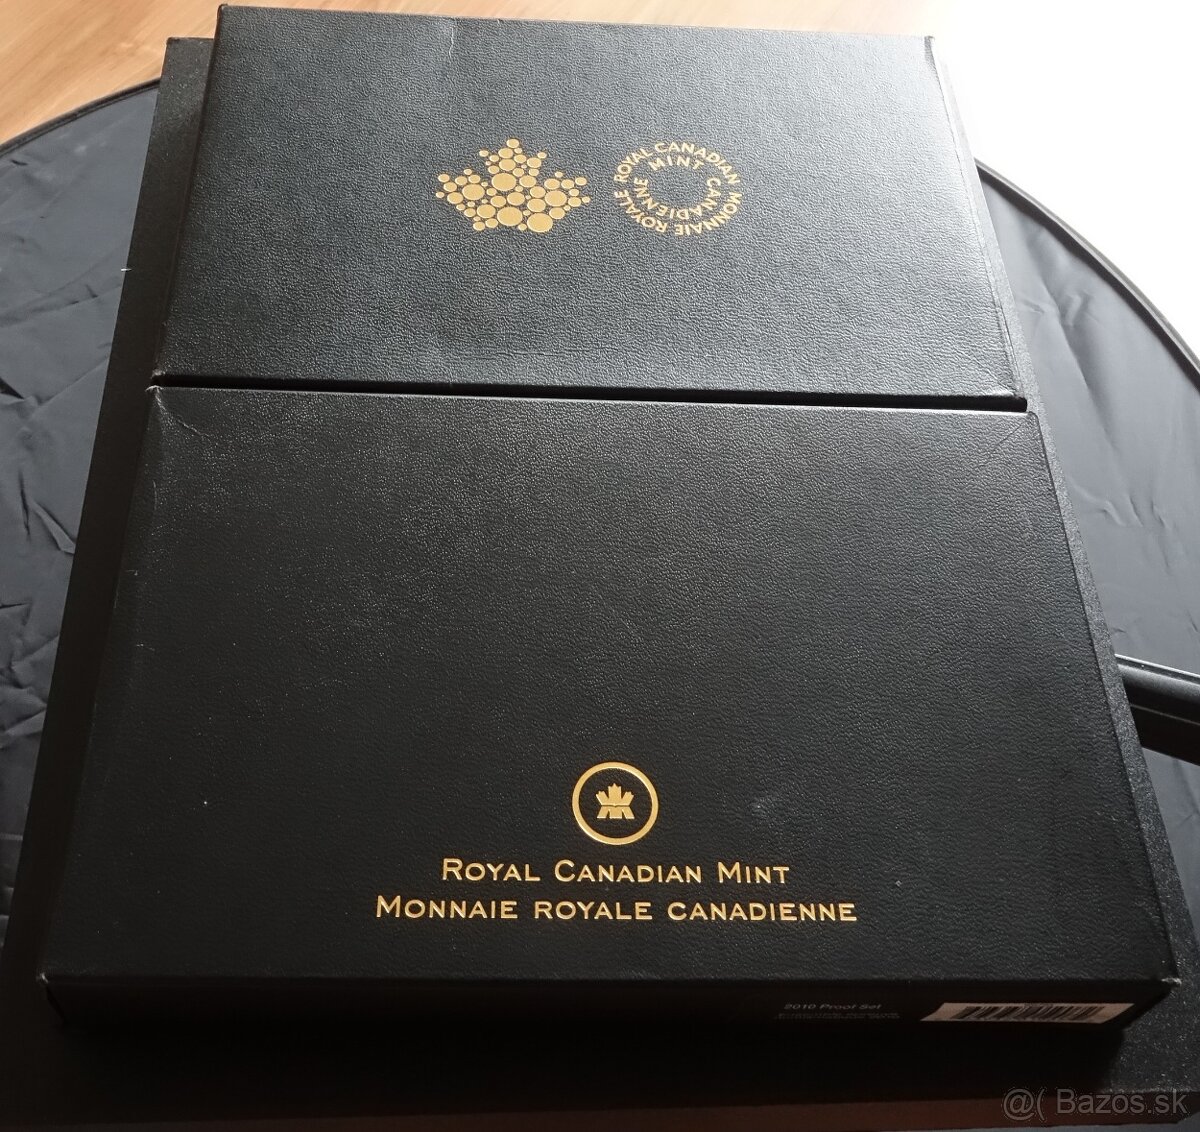 ROYAL CANADIAN MINT
MONNAIE ROYALE CANADIENNE
ROYAL CANADIAN MINT
MONNAIE ROYALE CANADIENNE
2010 Proof Set
@( Bazos.sk